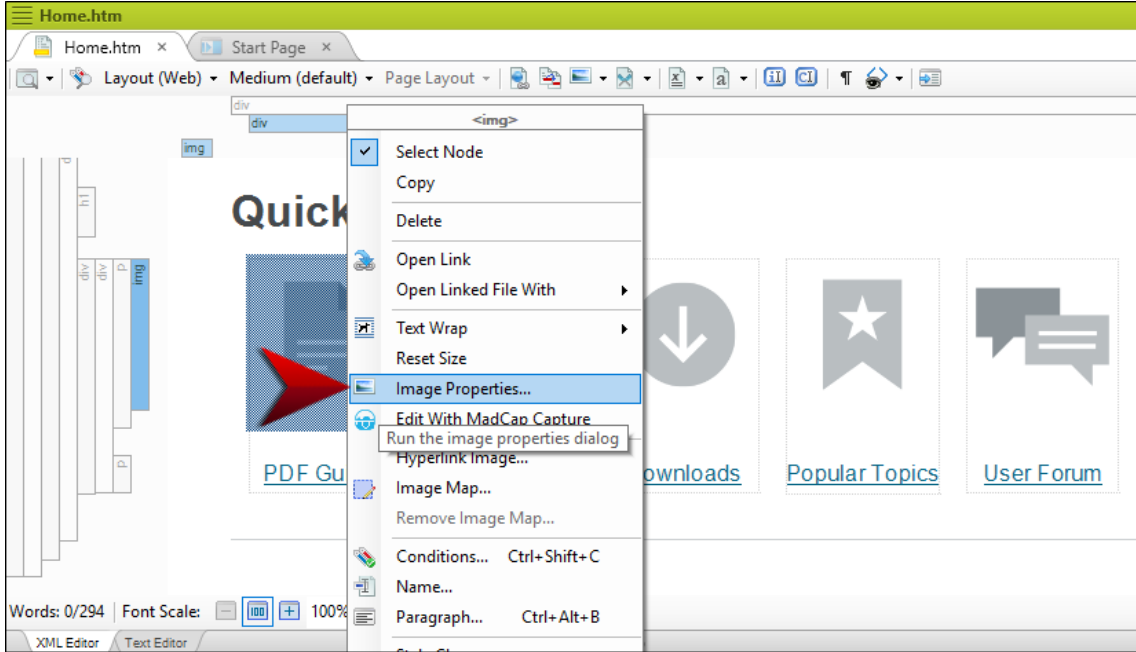 Home.htm
Home.htm × Start Page ×
Layout (Web) Medium (default) Page Layout
div
div
img
<img>
Select Node
Copy
Delete
Open Link
Open Linked File With
Text Wrap
Reset Size
Image Properties...
Edit With MadCap Capture
Run the image properties dialog
Hyperlink Image...
Image Map...
Remove Image Map...
Conditions... Ctrl+Shift+C
Name...
Paragraph... Ctrl+Alt+B
h1
div
div
p
img
p
Quick
PDF Gu
ownloads
Popular Topics
User Forum
Words: 0/294 Font Scale: 100%
XML Editor Text Editor